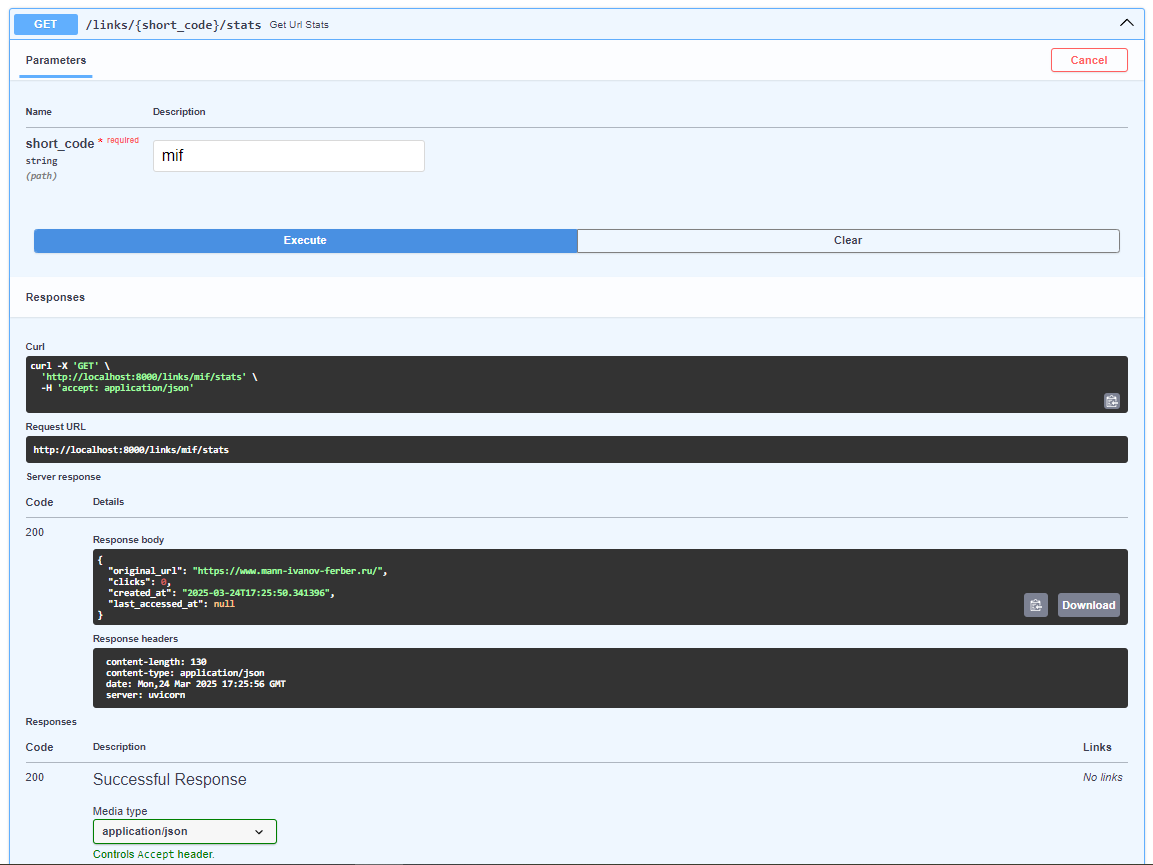 GET /links/{short_code}/stats Get Url Stats
Parameters Cancel
Name Description
short_code * required mif
string
(path)
Execute Clear
Responses
Curl
curl -X 'GET' \
  'http://localhost:8000/links/mif/stats' \
  -H 'accept: application/json'
Request URL
http://localhost:8000/links/mif/stats
Server response
Code Details
200
Response body
{
  "original_url": "https://www.mann-ivanov-ferber.ru/",
  "clicks": 0,
  "created_at": "2025-03-24T17:25:50.341396",
  "last_accessed_at": null
}
Download
Response headers
content-length: 130
content-type: application/json
date: Mon,24 Mar 2025 17:25:56 GMT
server: uvicorn
Responses
Code Description Links
200 Successful Response No links
Media type
application/json
Controls Accept header.